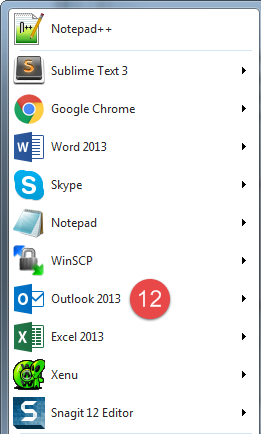 Notepad++
Sublime Text 3
Google Chrome
Word 2013
Skype
Notepad
WinSCP
Outlook 2013 12
Excel 2013
Xenu
Snagit 12 Editor